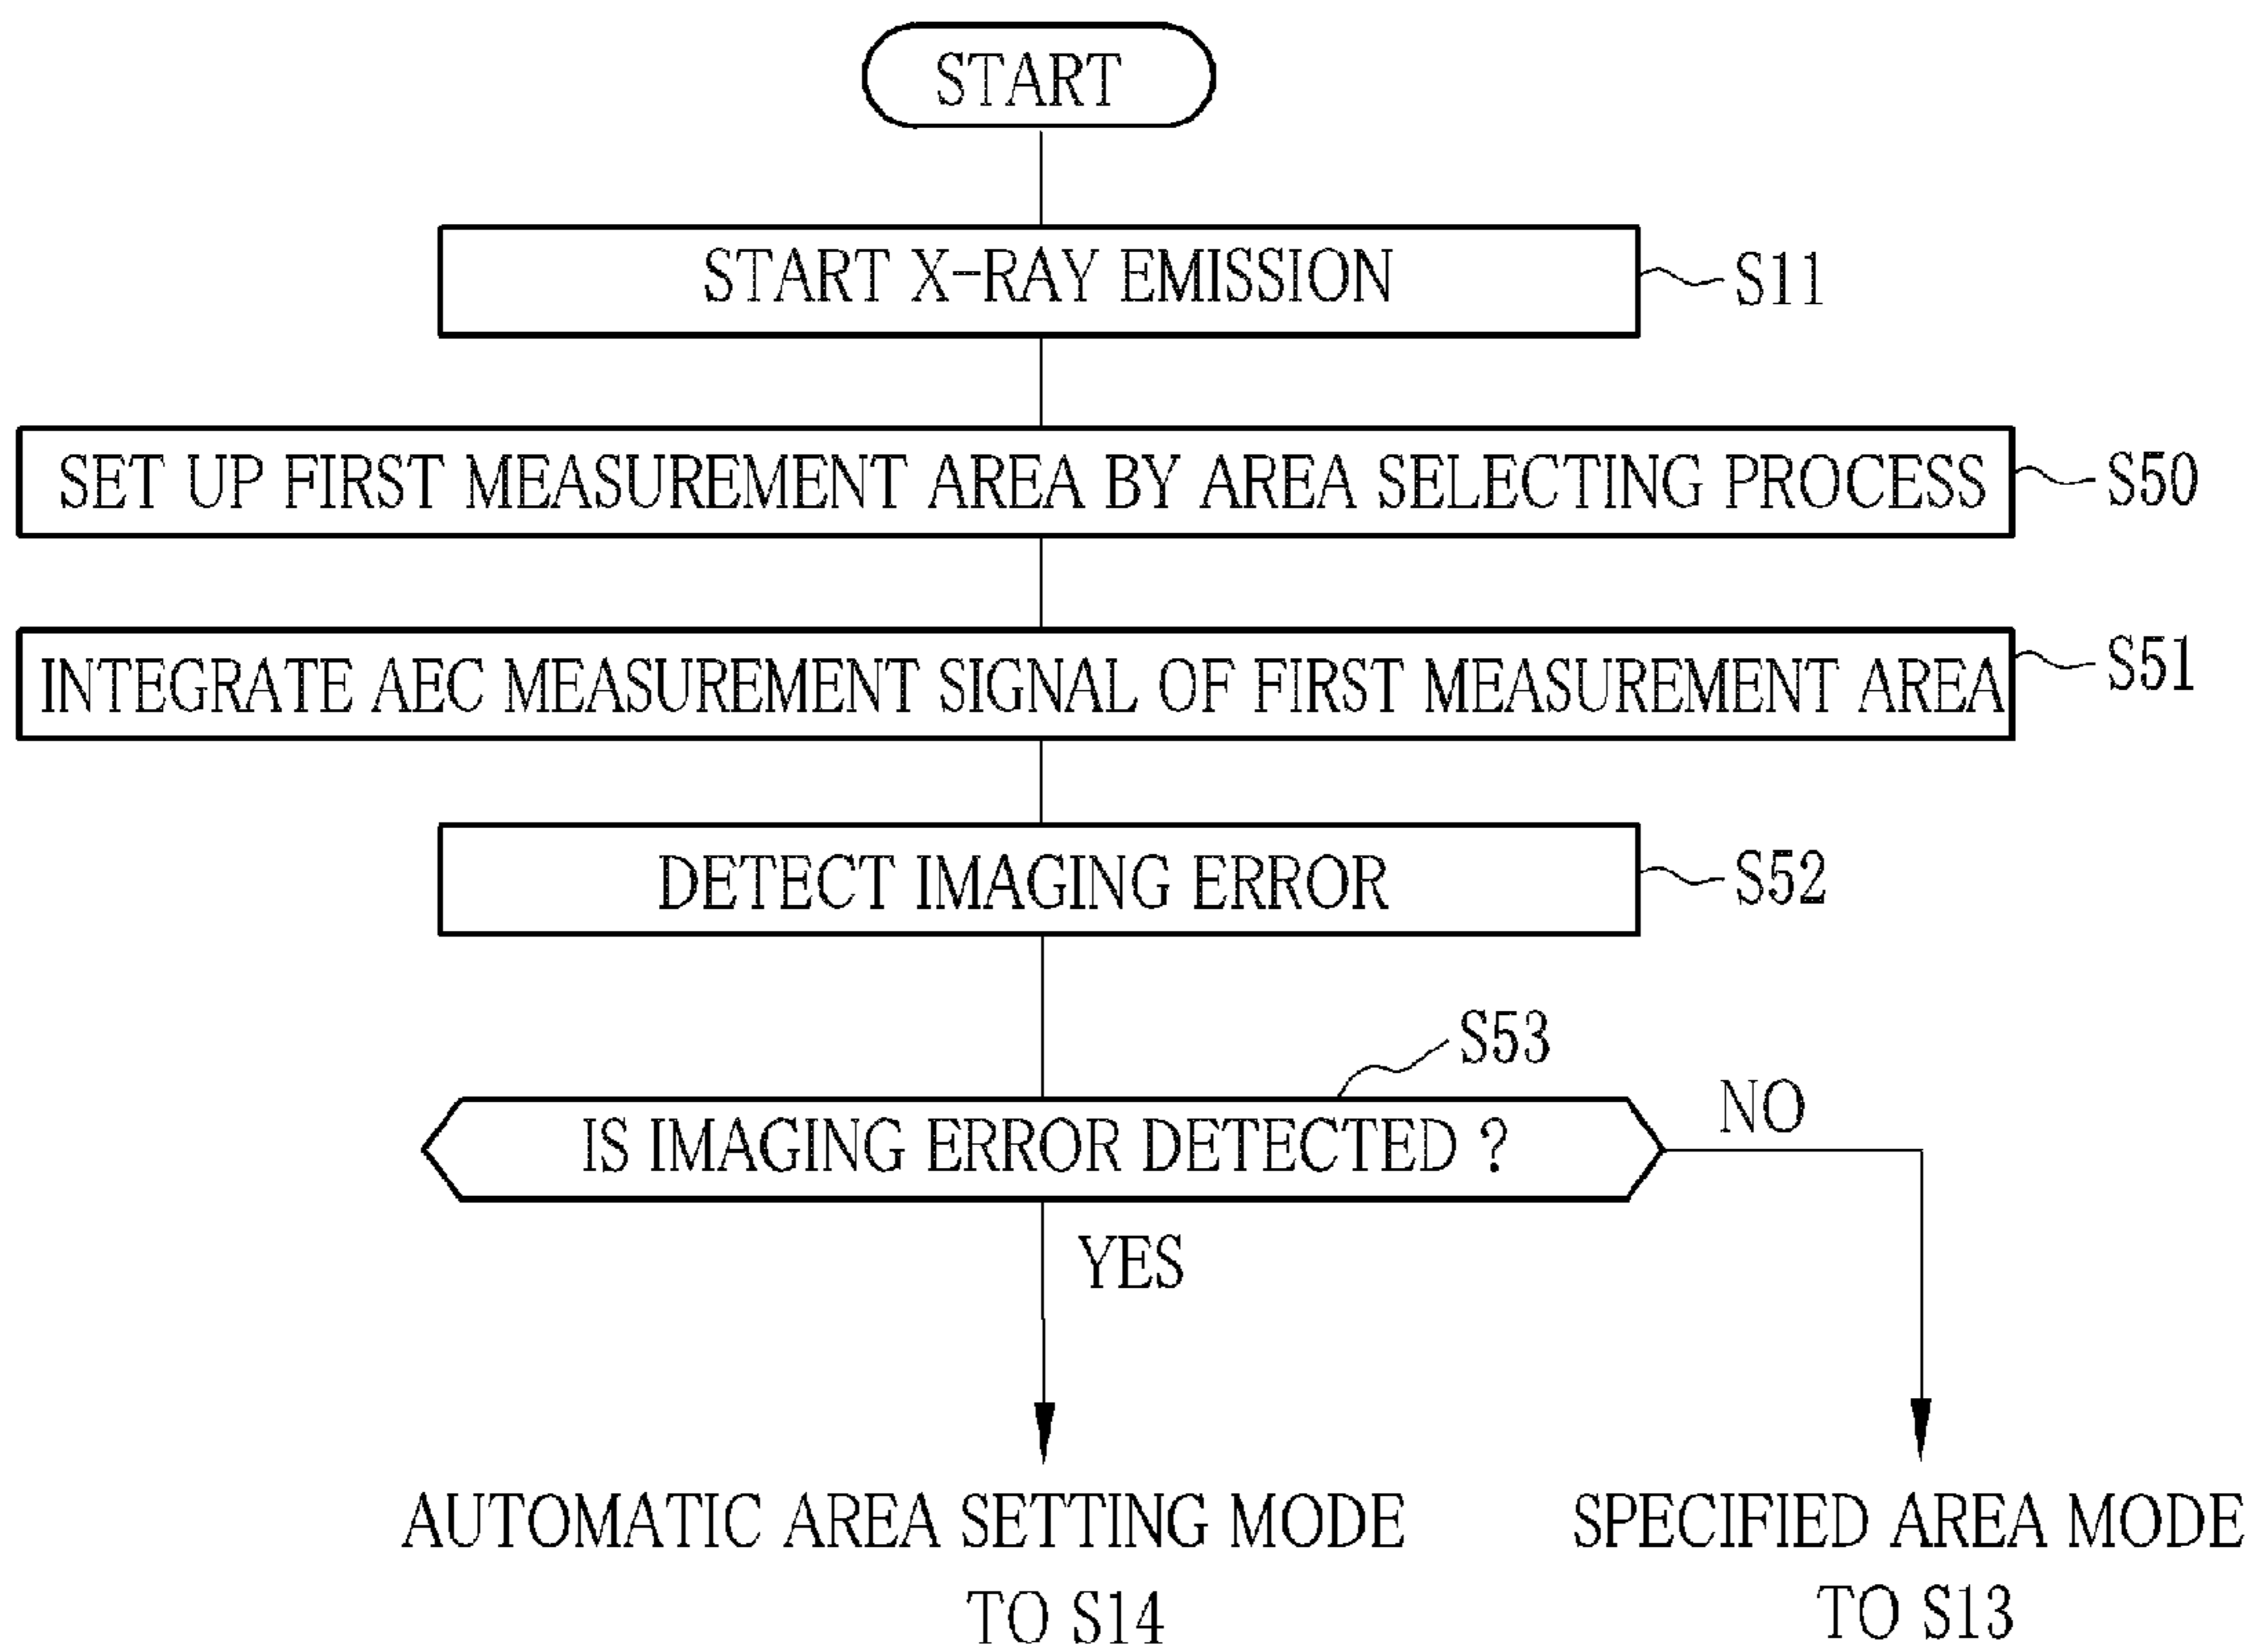 START
START X-RAY EMISSION
S11
SET UP FIRST MEASUREMENT AREA BY AREA SELECTING PROCESS
S50
INTEGRATE AEC MEASUREMENT SIGNAL OF FIRST MEASUREMENT AREA
S51
DETECT IMAGING ERROR
S52
S53
IS IMAGING ERROR DETECTED ?
NO
YES
AUTOMATIC AREA SETTING MODE
TO S14
SPECIFIED AREA MODE
TO S13